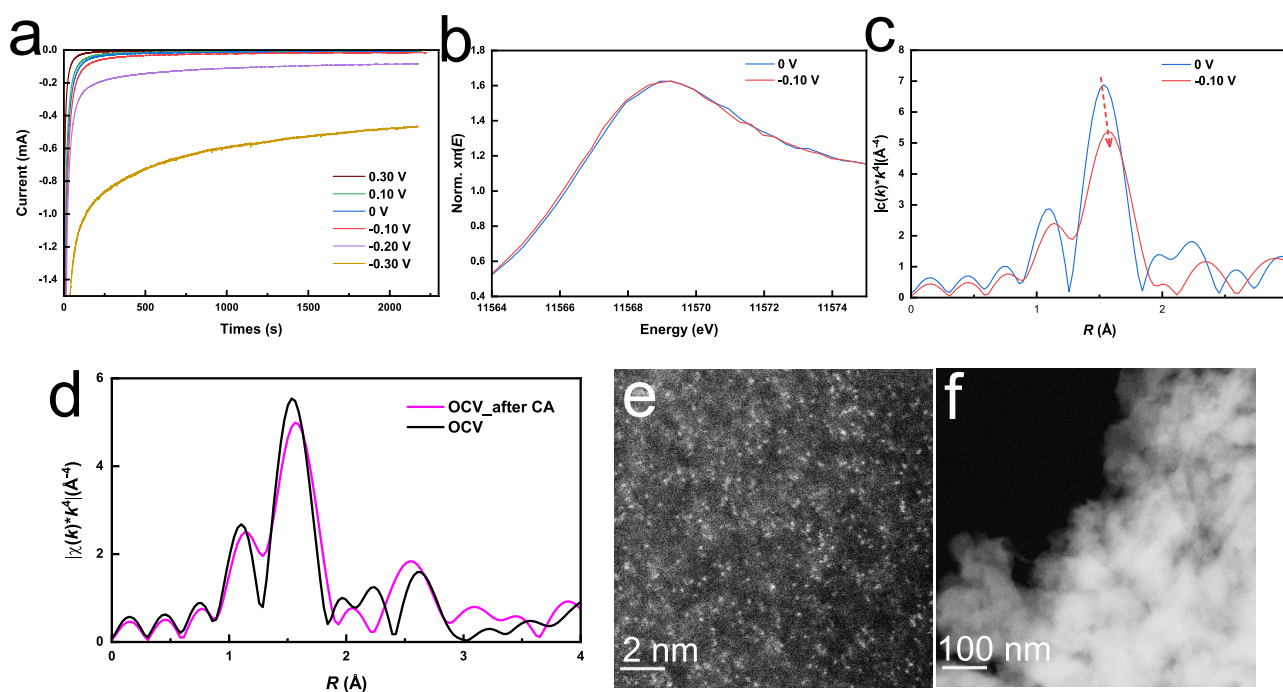 a
0.0
-0.2
-0.4
-0.6
-0.8
-1.0
-1.2
-1.4
Current (mA)
0.30 V
0.10 V
0 V
-0.10 V
-0.20 V
-0.30 V
0
500
1000
1500
2000
Times (s)
b
1.8
1.6
1.4
1.2
1.0
0.8
0.6
0.4
Norm. xπ(E)
0 V
-0.10 V
11564
11566
11568
11570
11572
11574
Energy (eV)
c
8
7
6
5
4
3
2
1
0
|c(k)*k⁴|(Å⁻⁴)
0 V
-0.10 V
0
1
2
R (Å)
d
6
4
2
0
|χ(k)*k⁴|(Å⁻⁴)
OCV_after CA
OCV
0
1
2
3
4
R (Å)
e
2 nm
f
100 nm